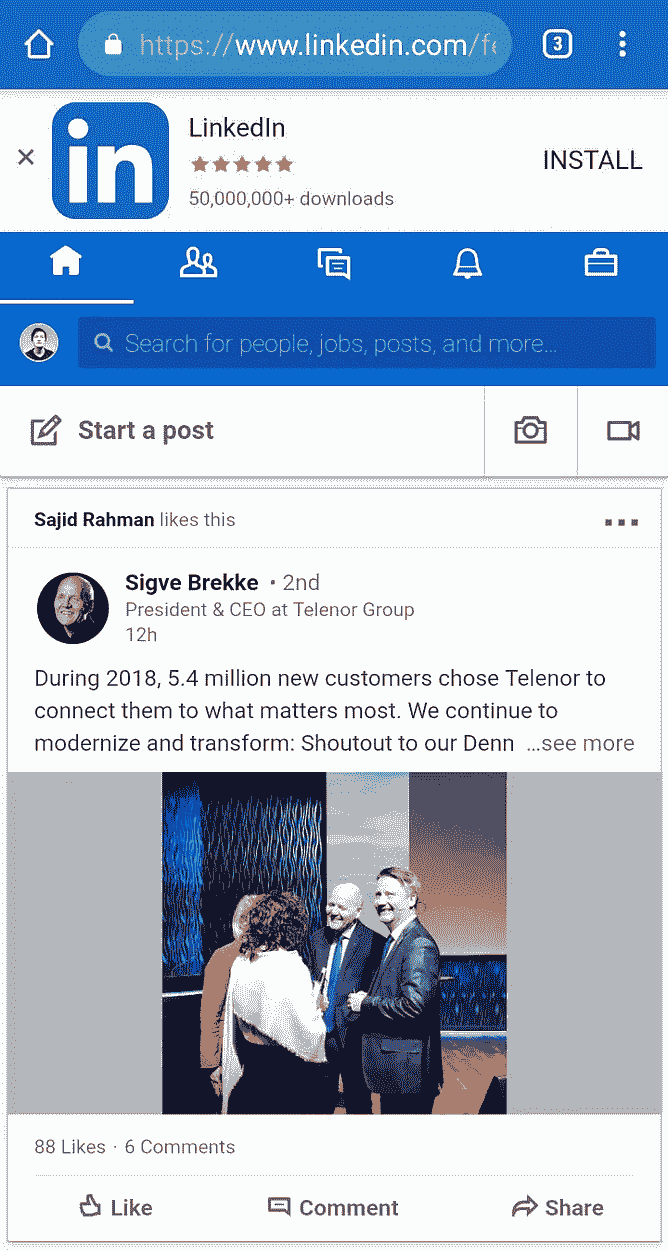 https://www.linkedin.com/fe
3
in
LinkedIn
50,000,000+ downloads
INSTALL
Search for people, jobs, posts, and more...
Start a post
Sajid Rahman likes this
Sigve Brekke • 2nd
President & CEO at Telenor Group
12h
During 2018, 5.4 million new customers chose Telenor to
connect them to what matters most. We continue to
modernize and transform: Shoutout to our Denn ...see more
88 Likes · 6 Comments
Like Comment Share